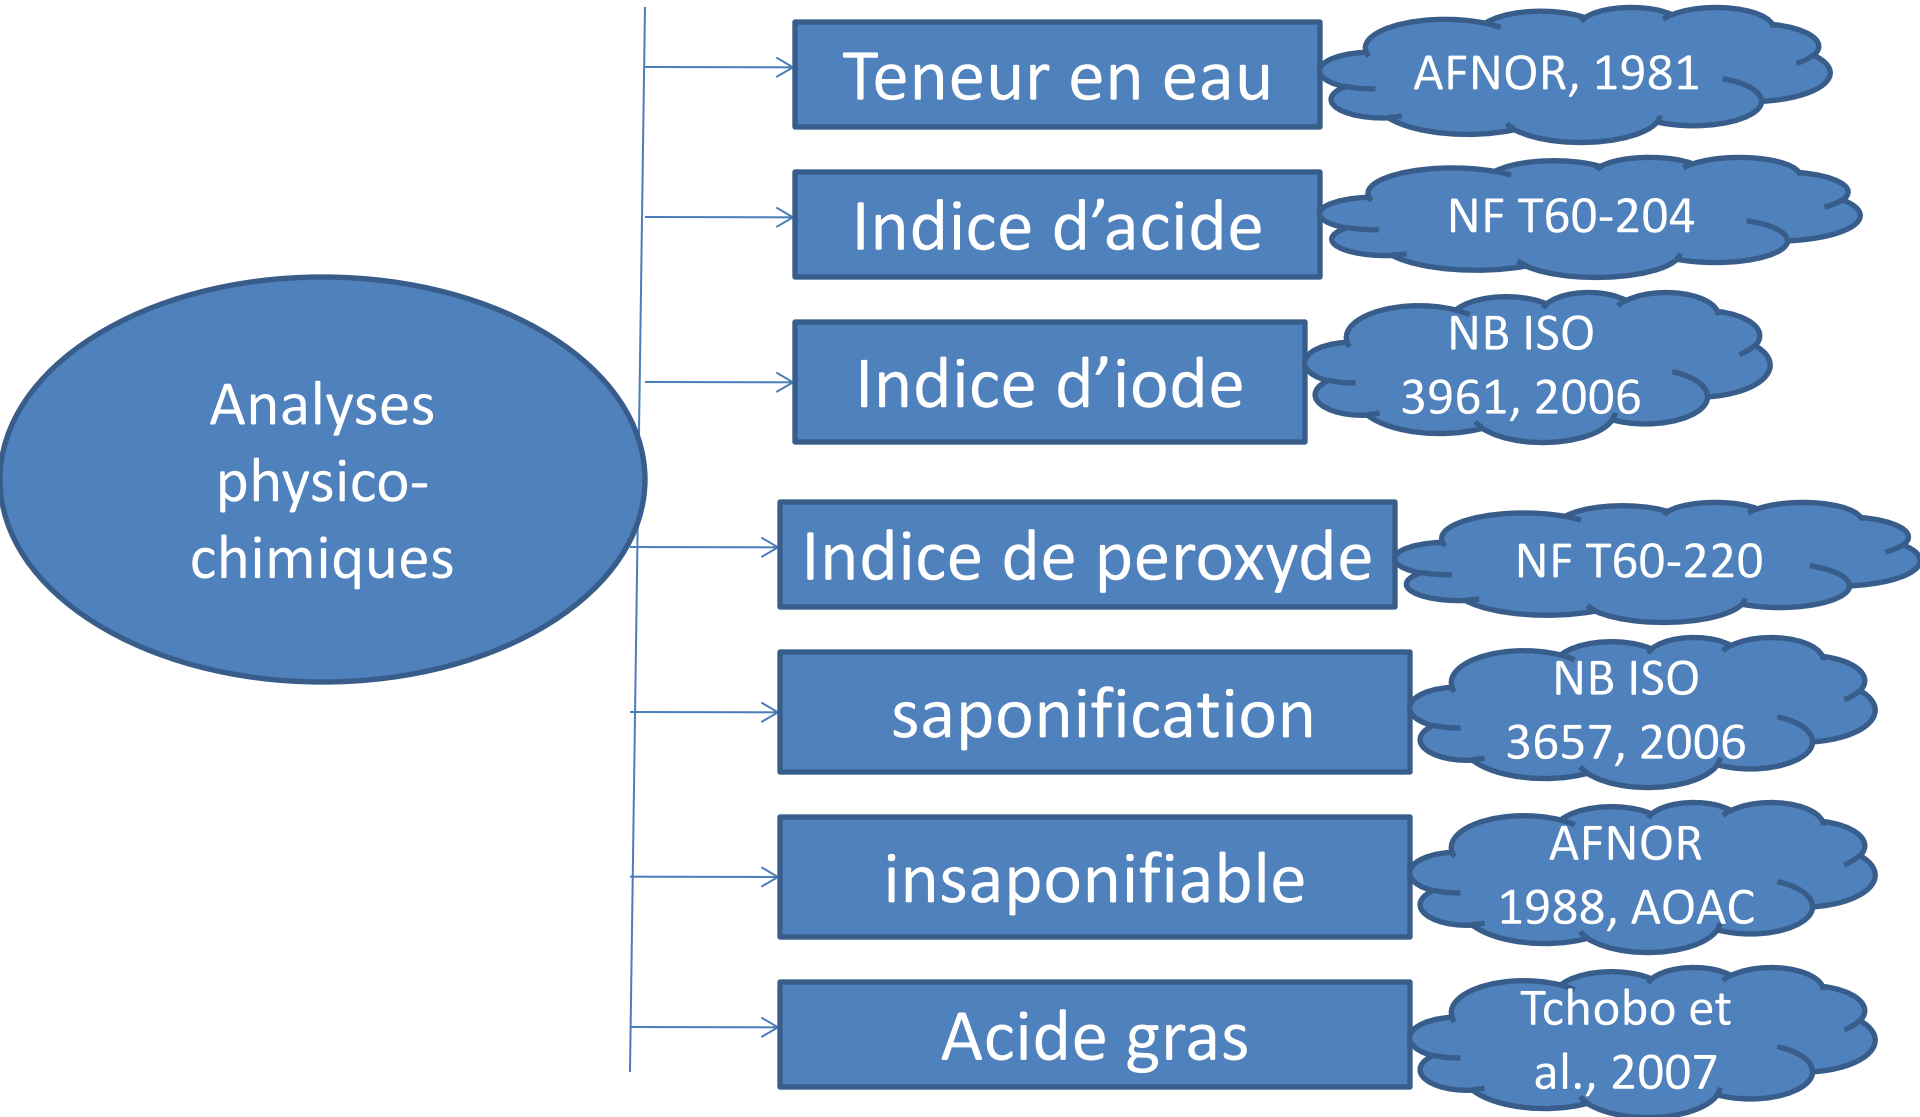 Analyses
physico-
chimiques
Teneur en eau
AFNOR, 1981
Indice d’acide
NF T60-204
Indice d’iode
NB ISO
3961, 2006
Indice de peroxyde
NF T60-220
saponification
NB ISO
3657, 2006
insaponifiable
AFNOR
1988, AOAC
Acide gras
Tchobo et
al., 2007